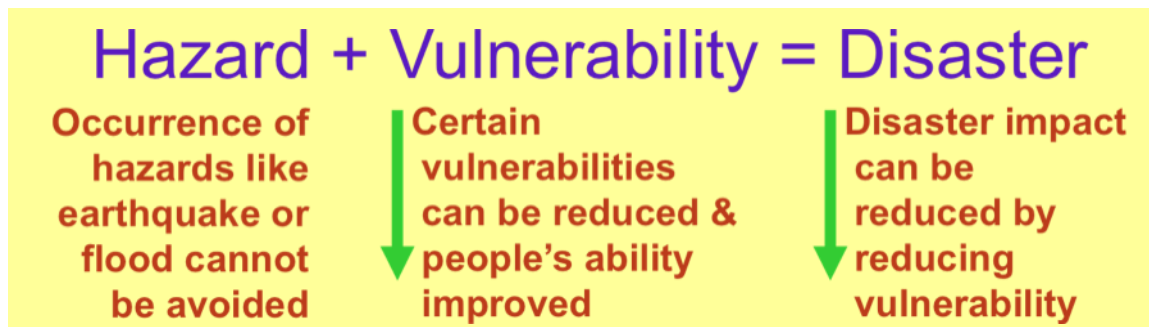 Hazard + Vulnerability = Disaster
Occurrence of
hazards like
earthquake or
flood cannot
be avoided
Certain
vulnerabilities
can be reduced &
people's ability
improved
Disaster impact
can be
reduced by
reducing
vulnerability